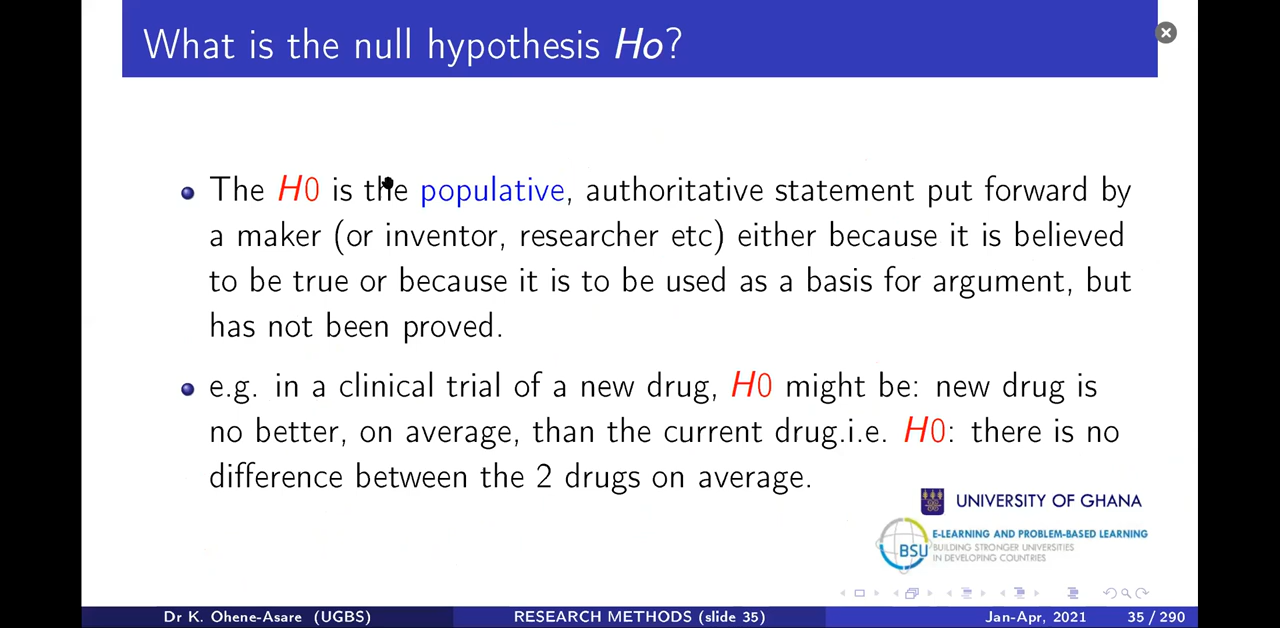 What is the null hypothesis Ho?
The H0 is the populative, authoritative statement put forward by
a maker (or inventor, researcher etc) either because it is believed
to be true or because it is to be used as a basis for argument, but
has not been proved.
e.g. in a clinical trial of a new drug, H0 might be: new drug is
no better, on average, than the current drug.i.e. H0: there is no
difference between the 2 drugs on average.
UNIVERSITY OF GHANA
E-LEARNING AND PROBLEM-BASED LEARNING
BSU BUILDING STRONGER UNIVERSITIES
IN DEVELOPING COUNTRIES
Dr K. Ohene-Asare (UGBS) RESEARCH METHODS (slide 35) Jan-Apr, 2021 35 / 290